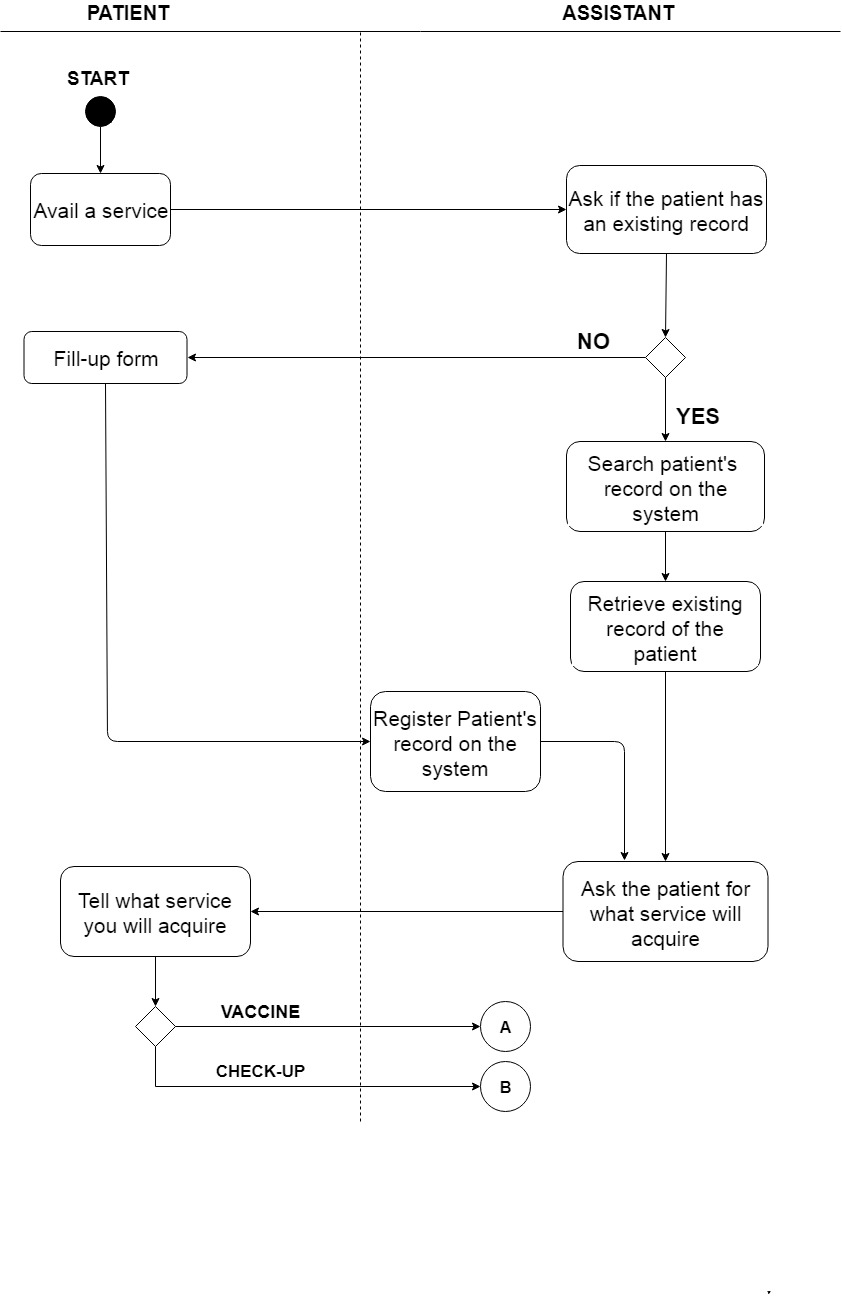 PATIENT
ASSISTANT
START
Avail a service
Ask if the patient has
an existing record
NO
Fill-up form
YES
Search patient's
record on the
system
Retrieve existing
record of the
patient
Register Patient's
record on the
system
Tell what service
you will acquire
Ask the patient for
what service will
acquire
VACCINE
A
CHECK-UP
B